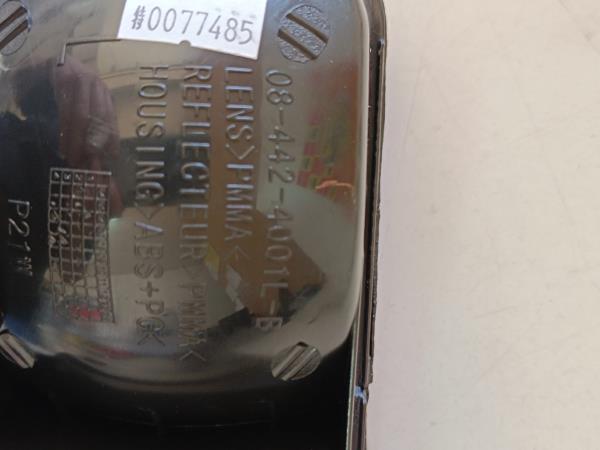 #0077485
08-442-4001L-B
LENS>PMMA<
REFLECTEUR>PMMA<
HOUSING>ABS+PC<
P21W